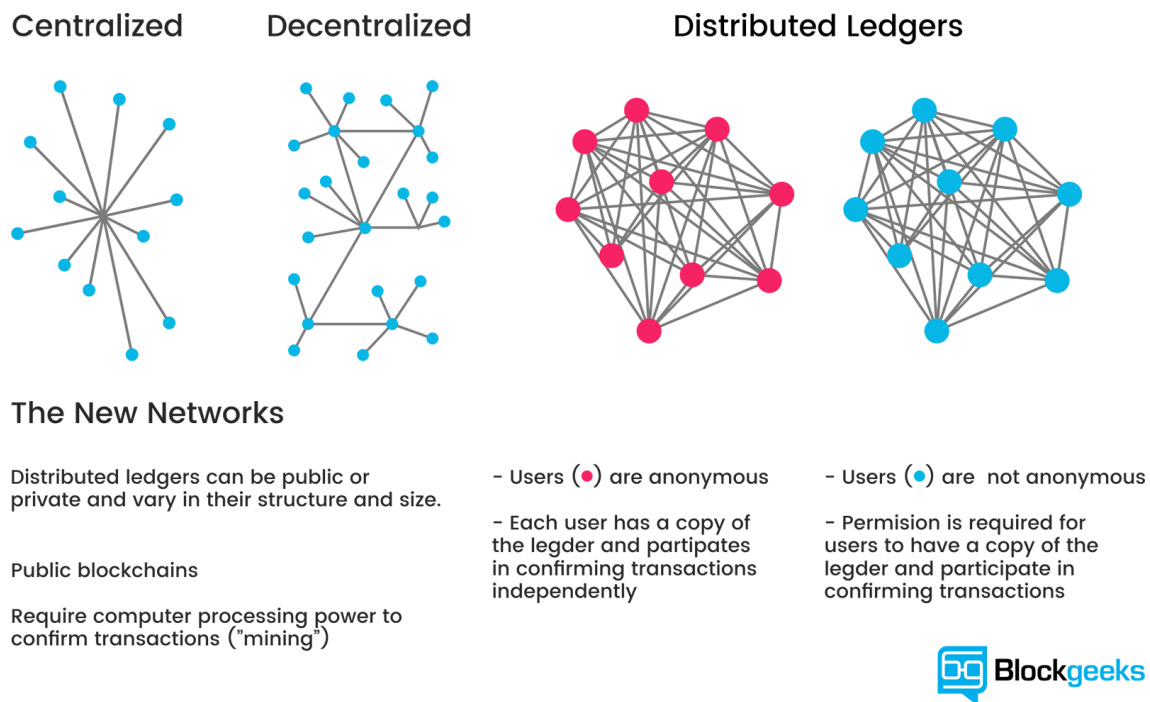 Centralized
Decentralized
Distributed Ledgers
The New Networks
Distributed ledgers can be public or
private and vary in their structure and size.
Public blockchains
Require computer processing power to
confirm transactions (”mining”)
- Users (●) are anonymous
- Each user has a copy of
the legder and partipates
in confirming transactions
independently
- Users (●) are  not anonymous
- Permision is required for
users to have a copy of the
legder and participate in
confirming transactions
Blockgeeks